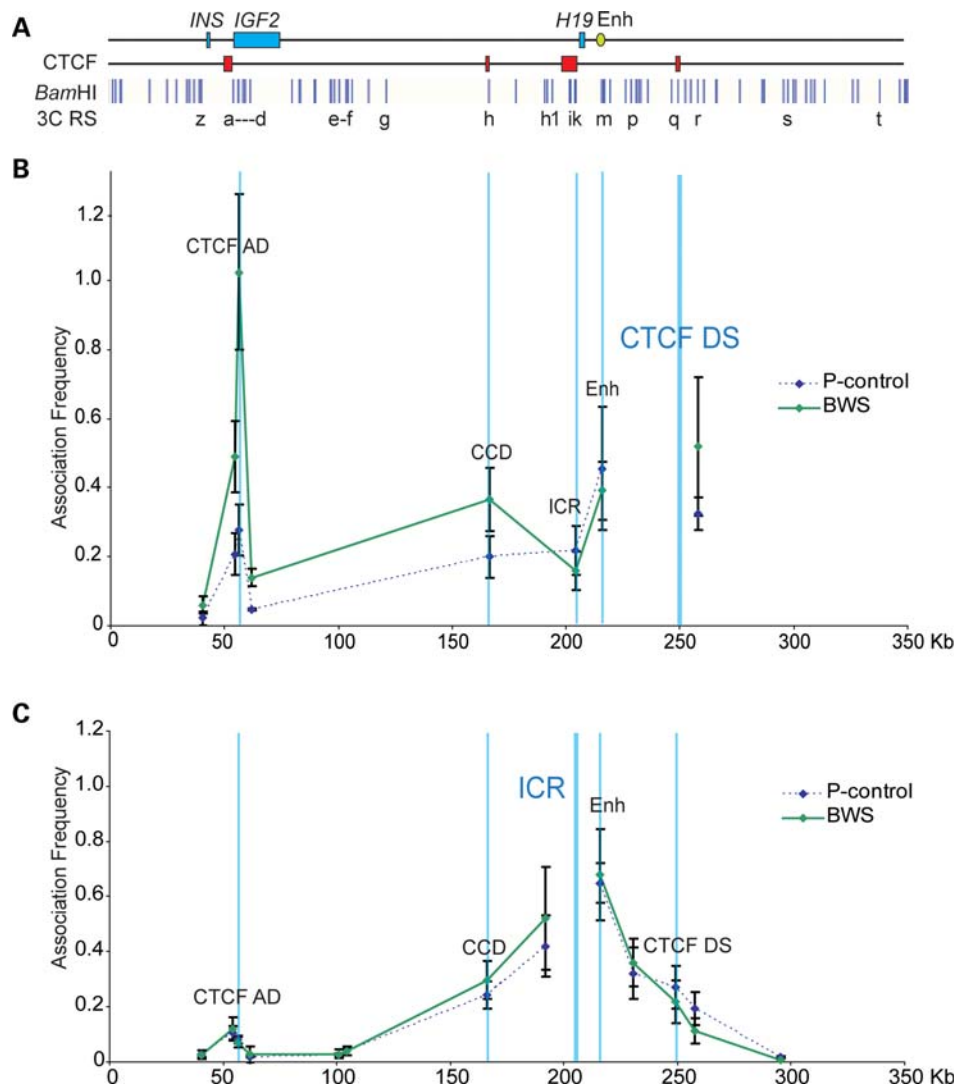 A
INS IGF2 H19 Enh
CTCF
BamHI
3C RS z a---d e-f g h h1 ik m p q r s t
B
Association Frequency
1.2
1.0
0.8
0.6
0.4
0.2
0
CTCF AD
CCD
ICR
Enh
CTCF DS
P-control
BWS
0 50 100 150 200 250 300 350 Kb
C
Association Frequency
1.2
1.0
0.8
0.6
0.4
0.2
0
CTCF AD
CCD
ICR
Enh
CTCF DS
P-control
BWS
0 50 100 150 200 250 300 350 Kb